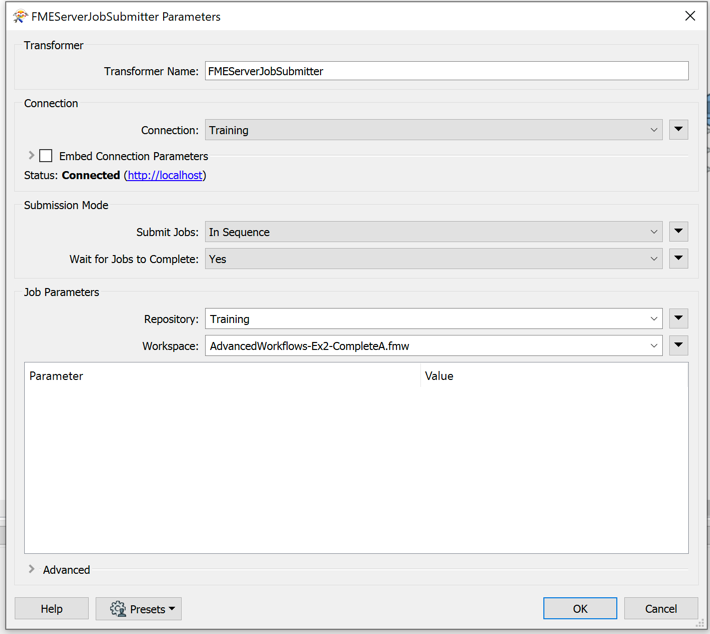 FMEServerJobSubmitter Parameters
Transformer
Transformer Name: FMEServerJobSubmitter
Connection
Connection: Training
Embed Connection Parameters
Status: Connected (http://localhost)
Submission Mode
Submit Jobs: In Sequence
Wait for Jobs to Complete: Yes
Job Parameters
Repository: Training
Workspace: AdvancedWorkflows-Ex2-CompleteA.fmw
Parameter Value
Advanced
Help Presets OK Cancel